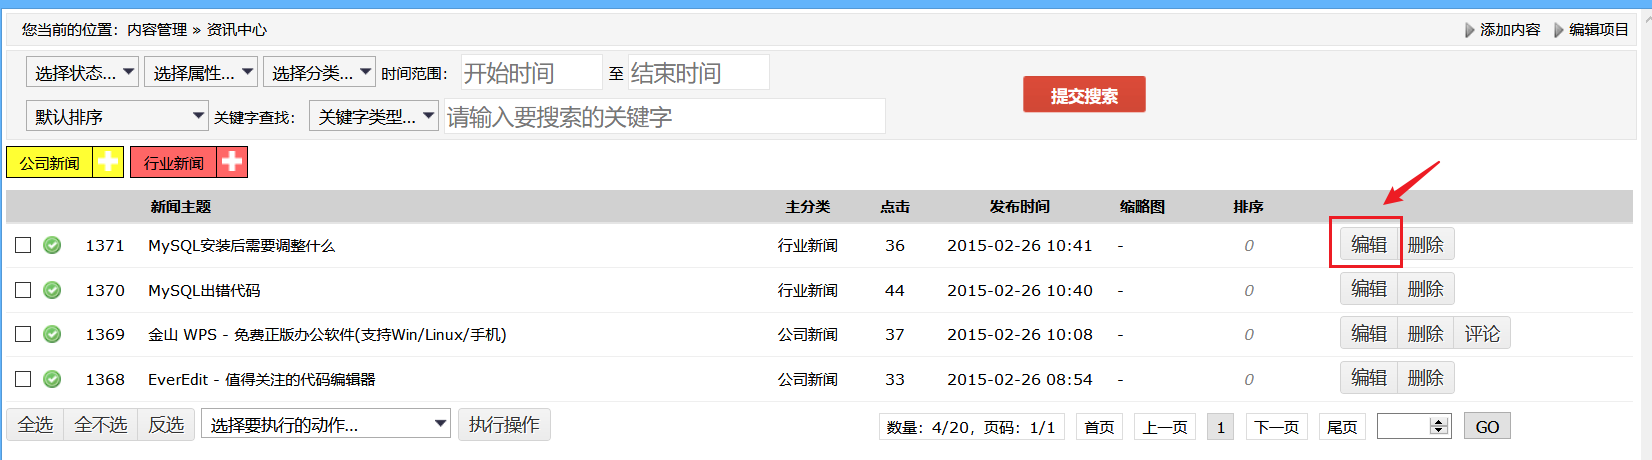 您当前的位置：内容管理 » 资讯中心 添加内容 编辑项目
选择状态... 选择属性... 选择分类... 时间范围： 开始时间 至 结束时间
提交搜索
默认排序 关键字查找： 关键字类型... 请输入要搜索的关键字
公司新闻 行业新闻
新闻主题 主分类 点击 发布时间 缩略图 排序
1371 MySQL安装后需要调整什么 行业新闻 36 2015-02-26 10:41 - 0 编辑 删除
1370 MySQL出错代码 行业新闻 44 2015-02-26 10:40 - 0 编辑 删除
1369 金山 WPS - 免费正版办公软件(支持Win/Linux/手机) 公司新闻 37 2015-02-26 10:08 - 0 编辑 删除 评论
1368 EverEdit - 值得关注的代码编辑器 公司新闻 33 2015-02-26 08:54 - 0 编辑 删除
全选 全不选 反选 选择要执行的动作... 执行操作 数量：4/20，页码：1/1 首页 上一页 1 下一页 尾页 GO